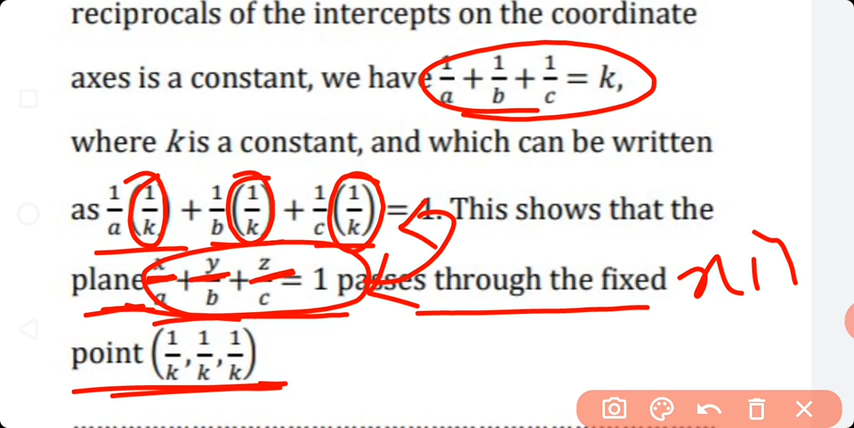 reciprocals of the intercepts on the coordinate
axes is a constant, we have 1/a + 1/b + 1/c = k,
where k is a constant, and which can be written
as 1/a (1/k) + 1/b (1/k) + 1/c (1/k) = 1. This shows that the
plane x/a + y/b + z/c = 1 passes through the fixed
point (1/k, 1/k, 1/k)